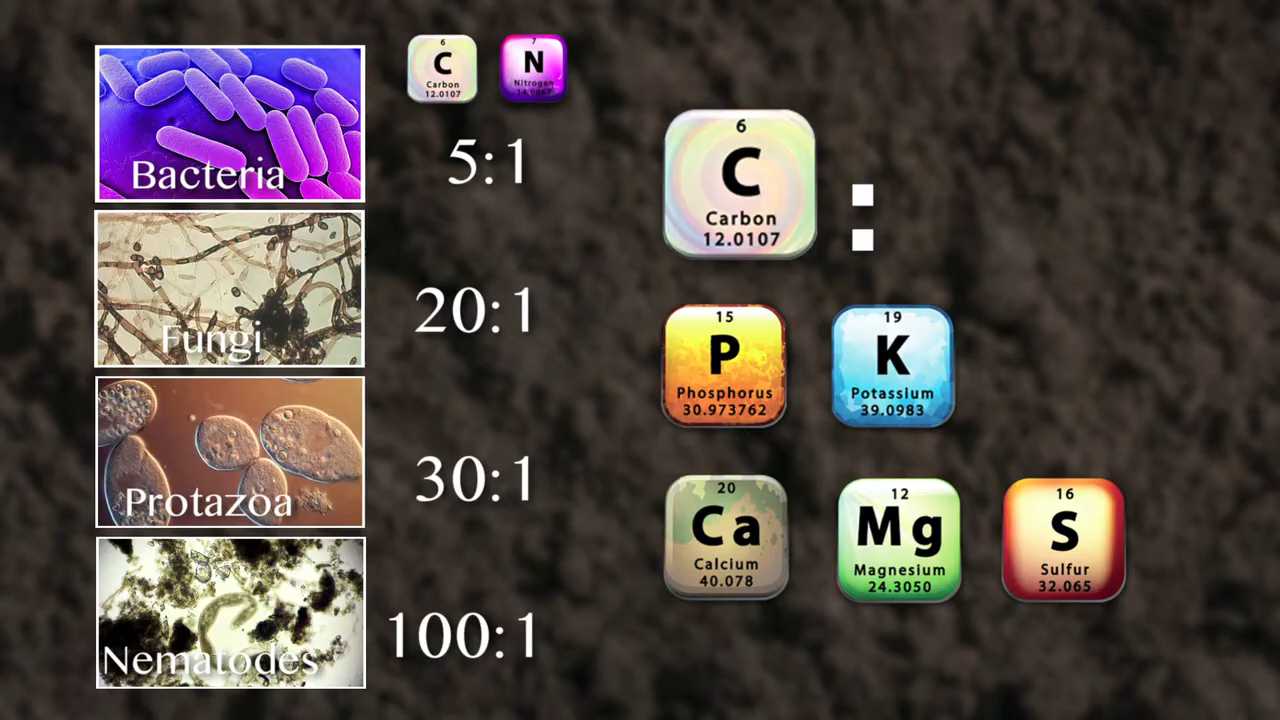 6
C
Carbon
12.0107
7
N
Nitrogen
14.0067
Bacteria
5:1
Fungi
20:1
Protazoa
30:1
Nematodes
100:1
6
C
Carbon
12.0107
:
15
P
Phosphorus
30.973762
19
K
Potassium
39.0983
20
Ca
Calcium
40.078
12
Mg
Magnesium
24.3050
16
S
Sulfur
32.065